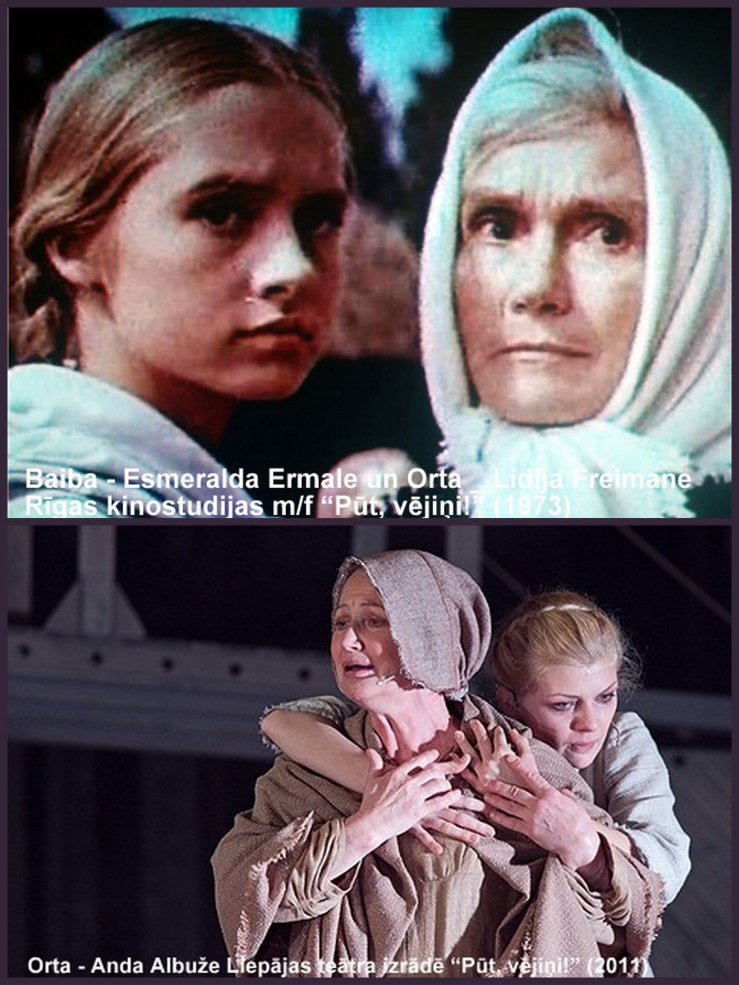 Baiba - Esmeralda Ermale un Orta _ Lidija Freimane
Rīgas kinostudijas m/f “Pūt, vējiņi!” (1973)
Orta - Anda Albuže Liepājas teātra izrādē “Pūt, vējiņi!” (2011)